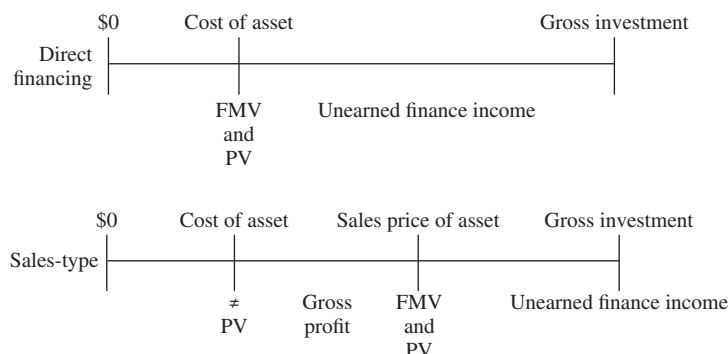 $0 Cost of asset Gross investment
Direct
financing
FMV Unearned finance income
and
PV
$0 Cost of asset Sales price of asset Gross investment
Sales-type
≠ Gross FMV Unearned finance income
PV profit and
PV